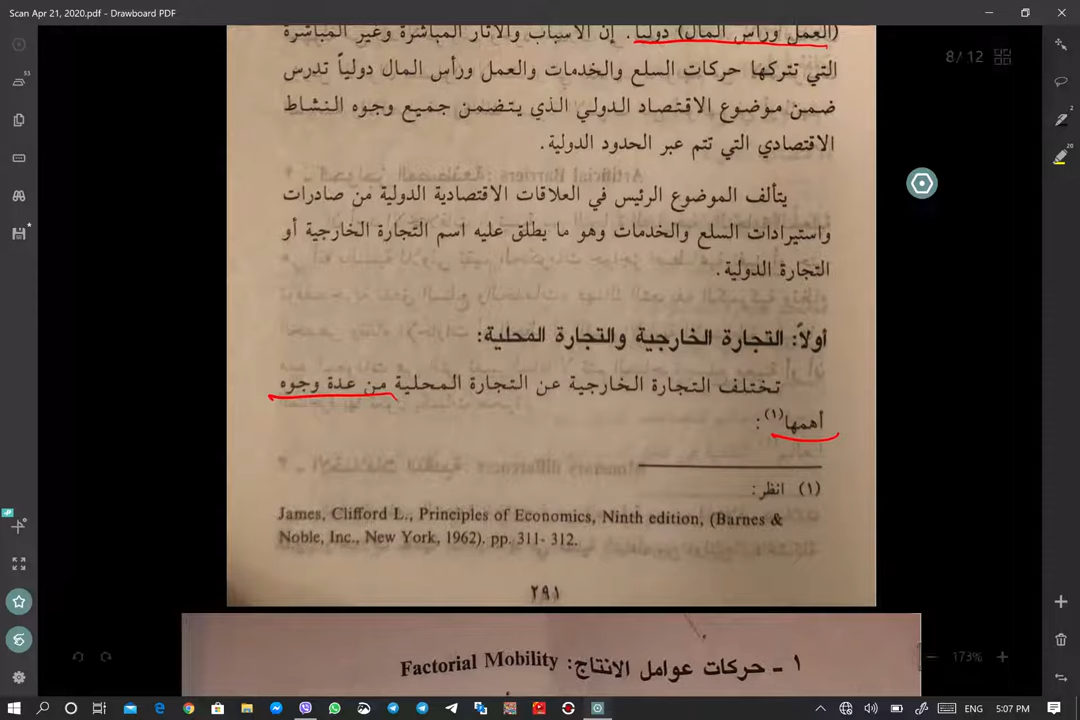 Scan Apr 21, 2020.pdf - Drawboard PDF
8/12
(العمل ورأس المال) دولياً. إن الأسباب والآثار المباشرة وغير المباشرة
التي تتركها حركات السلع والخدمات والعمل ورأس المال دولياً تدرس
ضمن موضوع الاقتصاد الدولي الذي يتضمن جميع وجوه النشاط
الاقتصادي التي تتم عبر الحدود الدولية.
يتألف الموضوع الرئيس في العلاقات الاقتصادية الدولية من صادرات
واستيرادات السلع والخدمات وهو ما يطلق عليه اسم التجارة الخارجية أو
التجارة الدولية.
أولاً: التجارة الخارجية والتجارة المحلية:
تختلف التجارة الخارجية عن التجارة المحلية من عدة وجوه
أهمها(١):
(١) انظر:
James, Clifford L., Principles of Economics, Ninth edition, (Barnes &
Noble, Inc., New York, 1962). pp. 311- 312.
٢٩١
١ - حركات عوامل الانتاج: Factorial Mobility
173%
ENG 5:07 PM